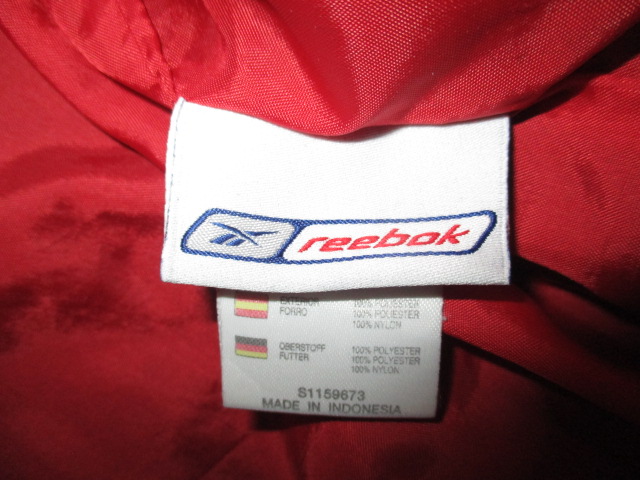 reebok
EXTERIOR 100% POLYESTER
FORRO 100% POLYESTER
100% NYLON
OBERSTOFF 100% POLYESTER
FUTTER 100% POLYESTER
100% NYLON
S1159673
MADE IN INDONESIA